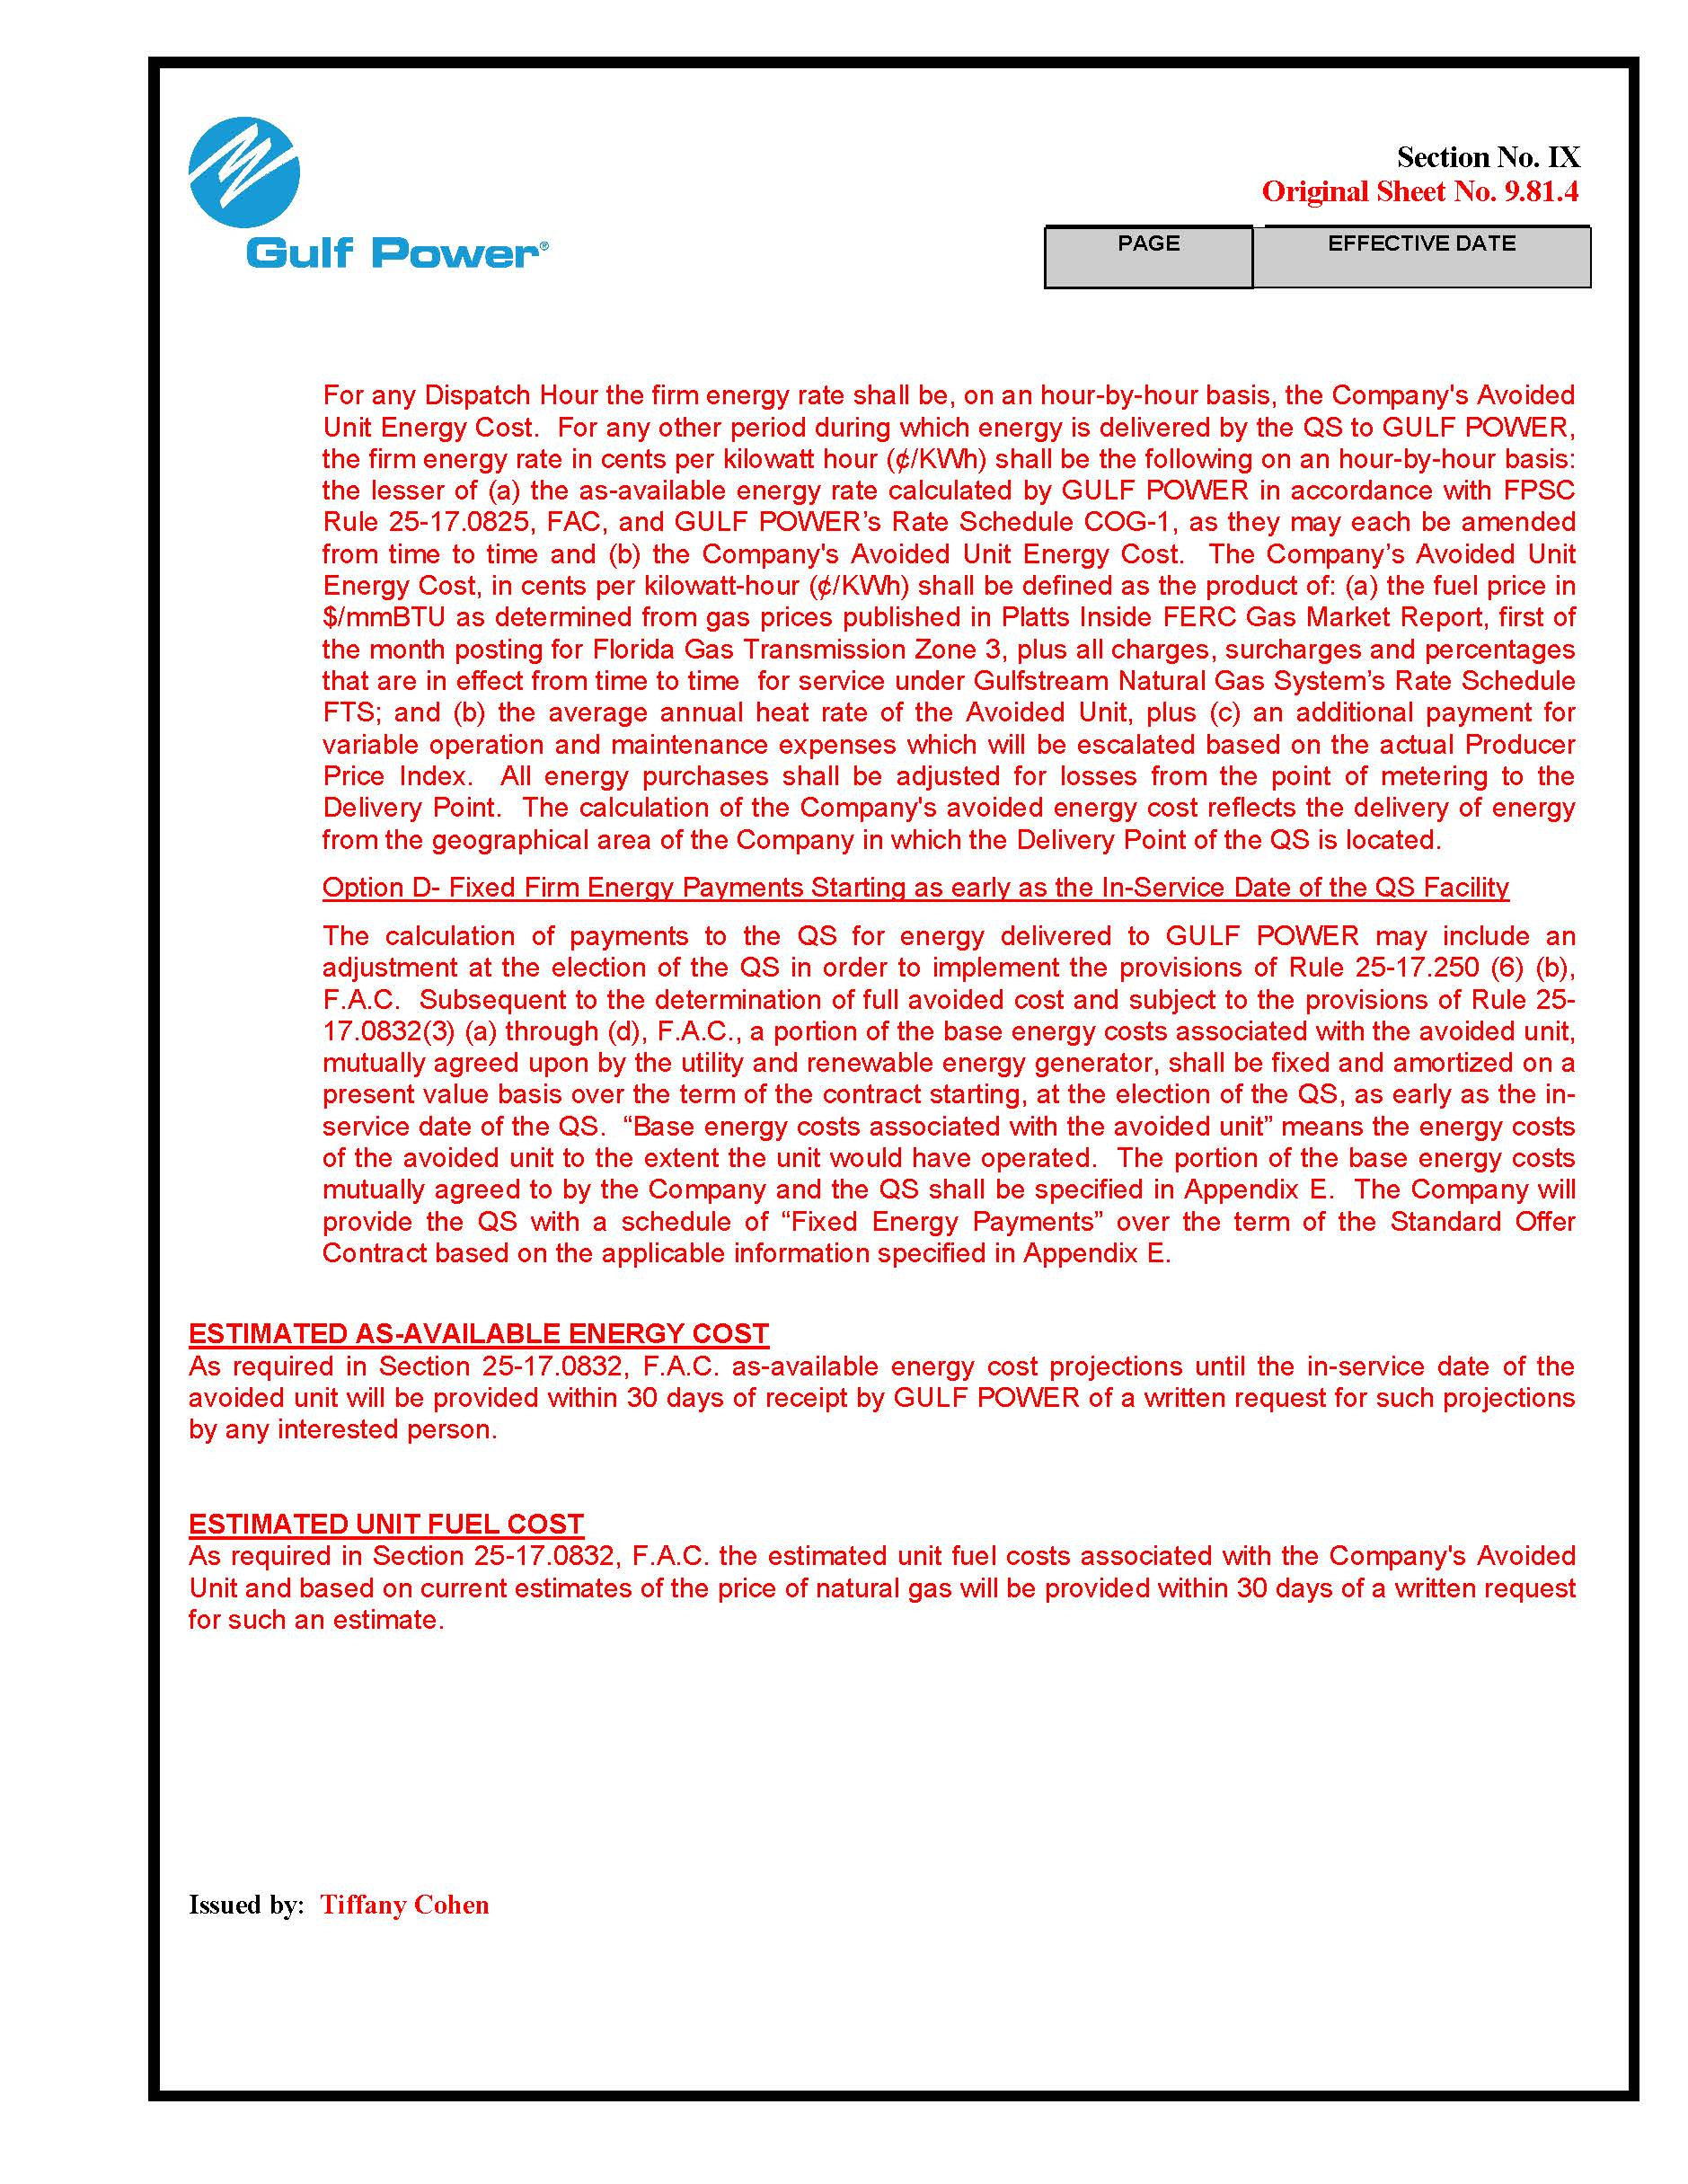 Section No. IX
Original Sheet No. 9.81.4
Gulf Power®
PAGE EFFECTIVE DATE
For any Dispatch Hour the firm energy rate shall be, on an hour-by-hour basis, the Company's Avoided
Unit Energy Cost.  For any other period during which energy is delivered by the QS to GULF POWER,
the firm energy rate in cents per kilowatt hour (¢/KWh) shall be the following on an hour-by-hour basis:
the lesser of (a) the as-available energy rate calculated by GULF POWER in accordance with FPSC
Rule 25-17.0825, FAC, and GULF POWER’s Rate Schedule COG-1, as they may each be amended
from time to time and (b) the Company's Avoided Unit Energy Cost.  The Company’s Avoided Unit
Energy Cost, in cents per kilowatt-hour (¢/KWh) shall be defined as the product of: (a) the fuel price in
$/mmBTU as determined from gas prices published in Platts Inside FERC Gas Market Report, first of
the month posting for Florida Gas Transmission Zone 3, plus all charges, surcharges and percentages
that are in effect from time to time  for service under Gulfstream Natural Gas System’s Rate Schedule
FTS; and (b) the average annual heat rate of the Avoided Unit, plus (c) an additional payment for
variable operation and maintenance expenses which will be escalated based on the actual Producer
Price Index.  All energy purchases shall be adjusted for losses from the point of metering to the
Delivery Point.  The calculation of the Company's avoided energy cost reflects the delivery of energy
from the geographical area of the Company in which the Delivery Point of the QS is located.
Option D- Fixed Firm Energy Payments Starting as early as the In-Service Date of the QS Facility
The calculation of payments to the QS for energy delivered to GULF POWER may include an
adjustment at the election of the QS in order to implement the provisions of Rule 25-17.250 (6) (b),
F.A.C.  Subsequent to the determination of full avoided cost and subject to the provisions of Rule 25-
17.0832(3) (a) through (d), F.A.C., a portion of the base energy costs associated with the avoided unit,
mutually agreed upon by the utility and renewable energy generator, shall be fixed and amortized on a
present value basis over the term of the contract starting, at the election of the QS, as early as the in-
service date of the QS.  “Base energy costs associated with the avoided unit” means the energy costs
of the avoided unit to the extent the unit would have operated.  The portion of the base energy costs
mutually agreed to by the Company and the QS shall be specified in Appendix E.  The Company will
provide the QS with a schedule of “Fixed Energy Payments” over the term of the Standard Offer
Contract based on the applicable information specified in Appendix E.
ESTIMATED AS-AVAILABLE ENERGY COST
As required in Section 25-17.0832, F.A.C. as-available energy cost projections until the in-service date of the
avoided unit will be provided within 30 days of receipt by GULF POWER of a written request for such projections
by any interested person.
ESTIMATED UNIT FUEL COST
As required in Section 25-17.0832, F.A.C. the estimated unit fuel costs associated with the Company's Avoided
Unit and based on current estimates of the price of natural gas will be provided within 30 days of a written request
for such an estimate.
Issued by:  Tiffany Cohen